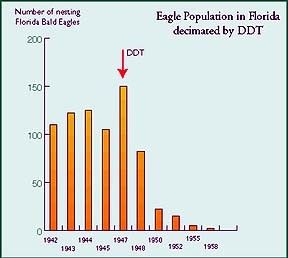 Number of nesting
Florida Bald Eagles
Eagle Population in Florida
decimated by DDT
DDT
200
150
100
50
0
1942 1944 1947 1950 1955
1943 1945 1948 1952 1958